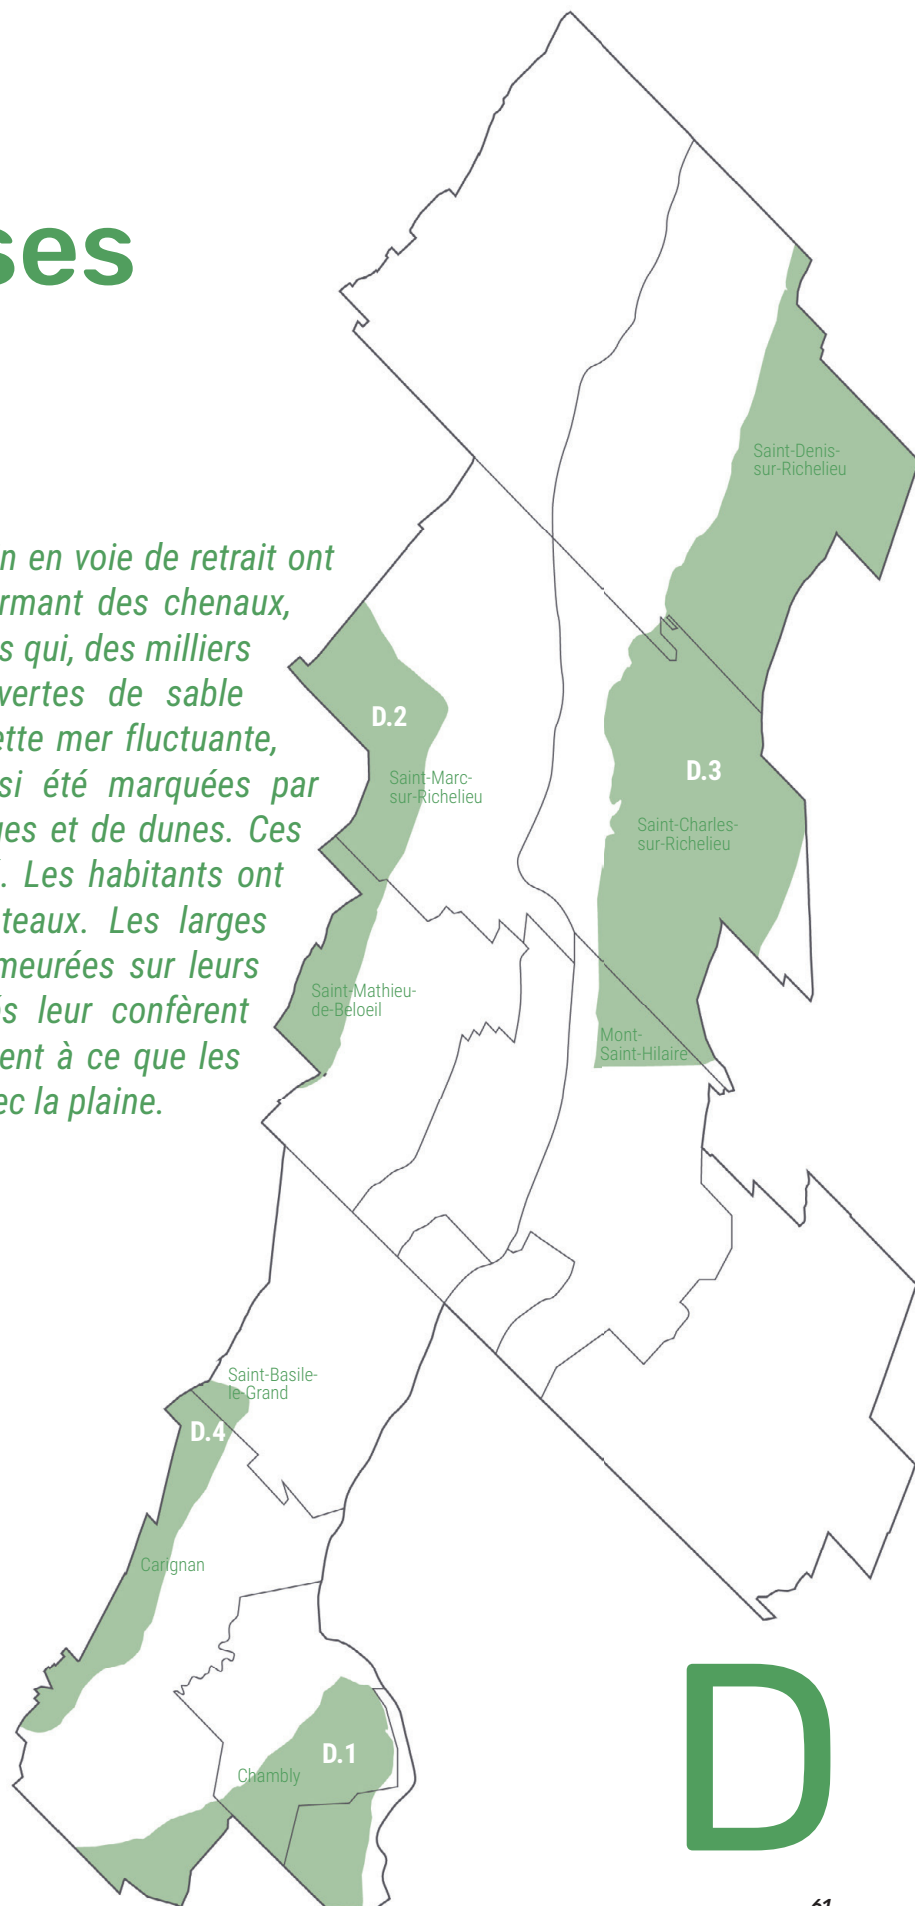 ses
n en voie de retrait ont
rmant des chenaux,
s qui, des milliers
vertes de sable
ette mer fluctuante,
si été marquées par
ues et de dunes. Ces
. Les habitants ont
teaux. Les larges
meurées sur leurs
s leur confèrent
ent à ce que les
ec la plaine.
Saint-Denis-
sur-Richelieu
D.2
Saint-Marc-
sur-Richelieu
D.3
Saint-Charles-
sur-Richelieu
Saint-Mathieu-
de-Beloeil
Mont-
Saint-Hilaire
Saint-Basile-
le-Grand
D.4
Carignan
D.1
Chambly
D
61